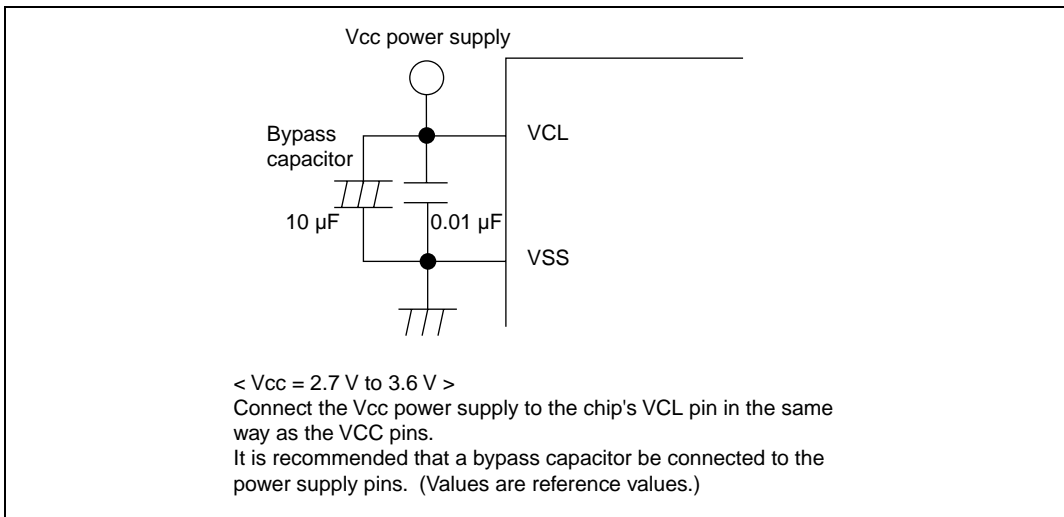 Vcc power supply
Bypass
capacitor
VCL
10 µF
0.01 µF
VSS
< Vcc = 2.7 V to 3.6 V >
Connect the Vcc power supply to the chip's VCL pin in the same
way as the VCC pins.
It is recommended that a bypass capacitor be connected to the
power supply pins.  (Values are reference values.)